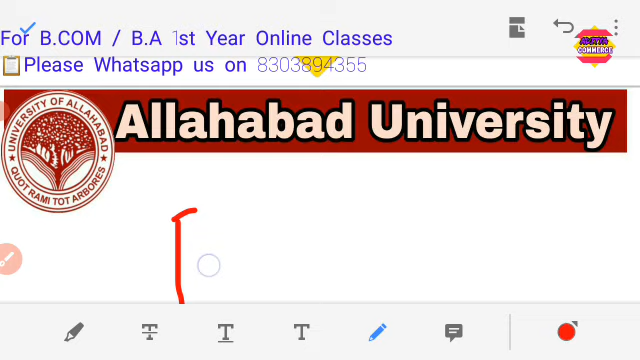 For B.COM / B.A 1st Year Online Classes
📋Please Whatsapp us on 8303894355
COMMERCE
Allahabad University
UNIVERSITY OF ALLAHABAD
QUOT RAMI TOT ARBORES
T T T